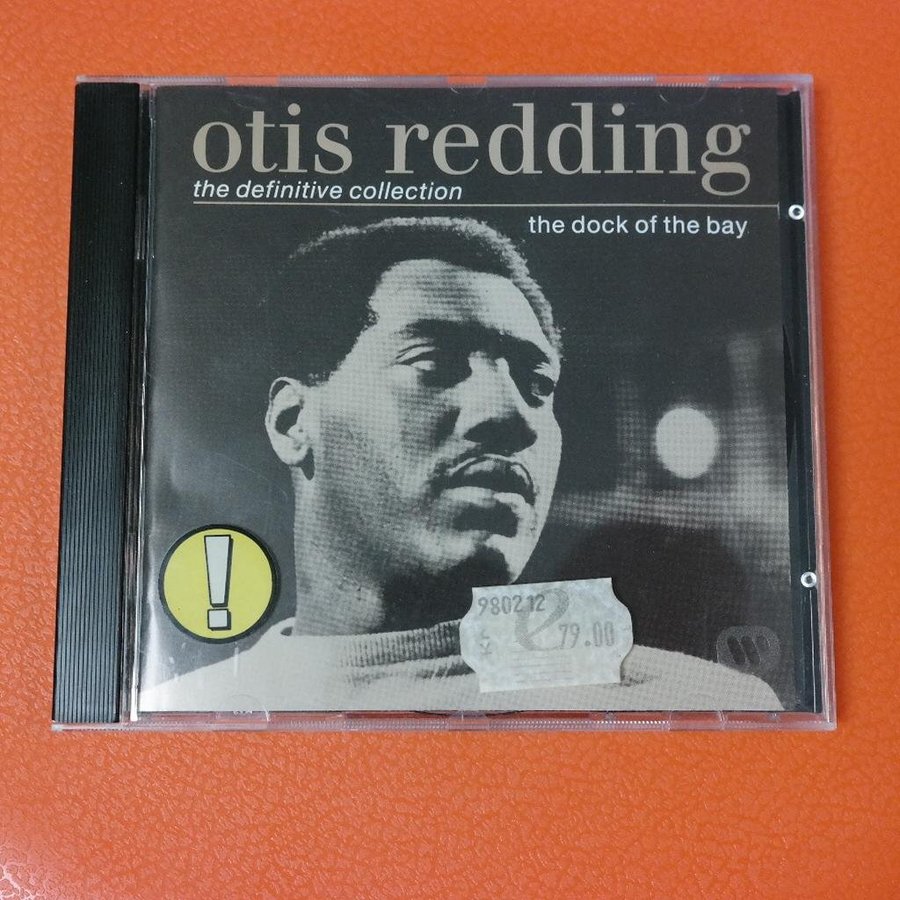 otis redding
the definitive collection
the dock of the bay
!
980212
79.00